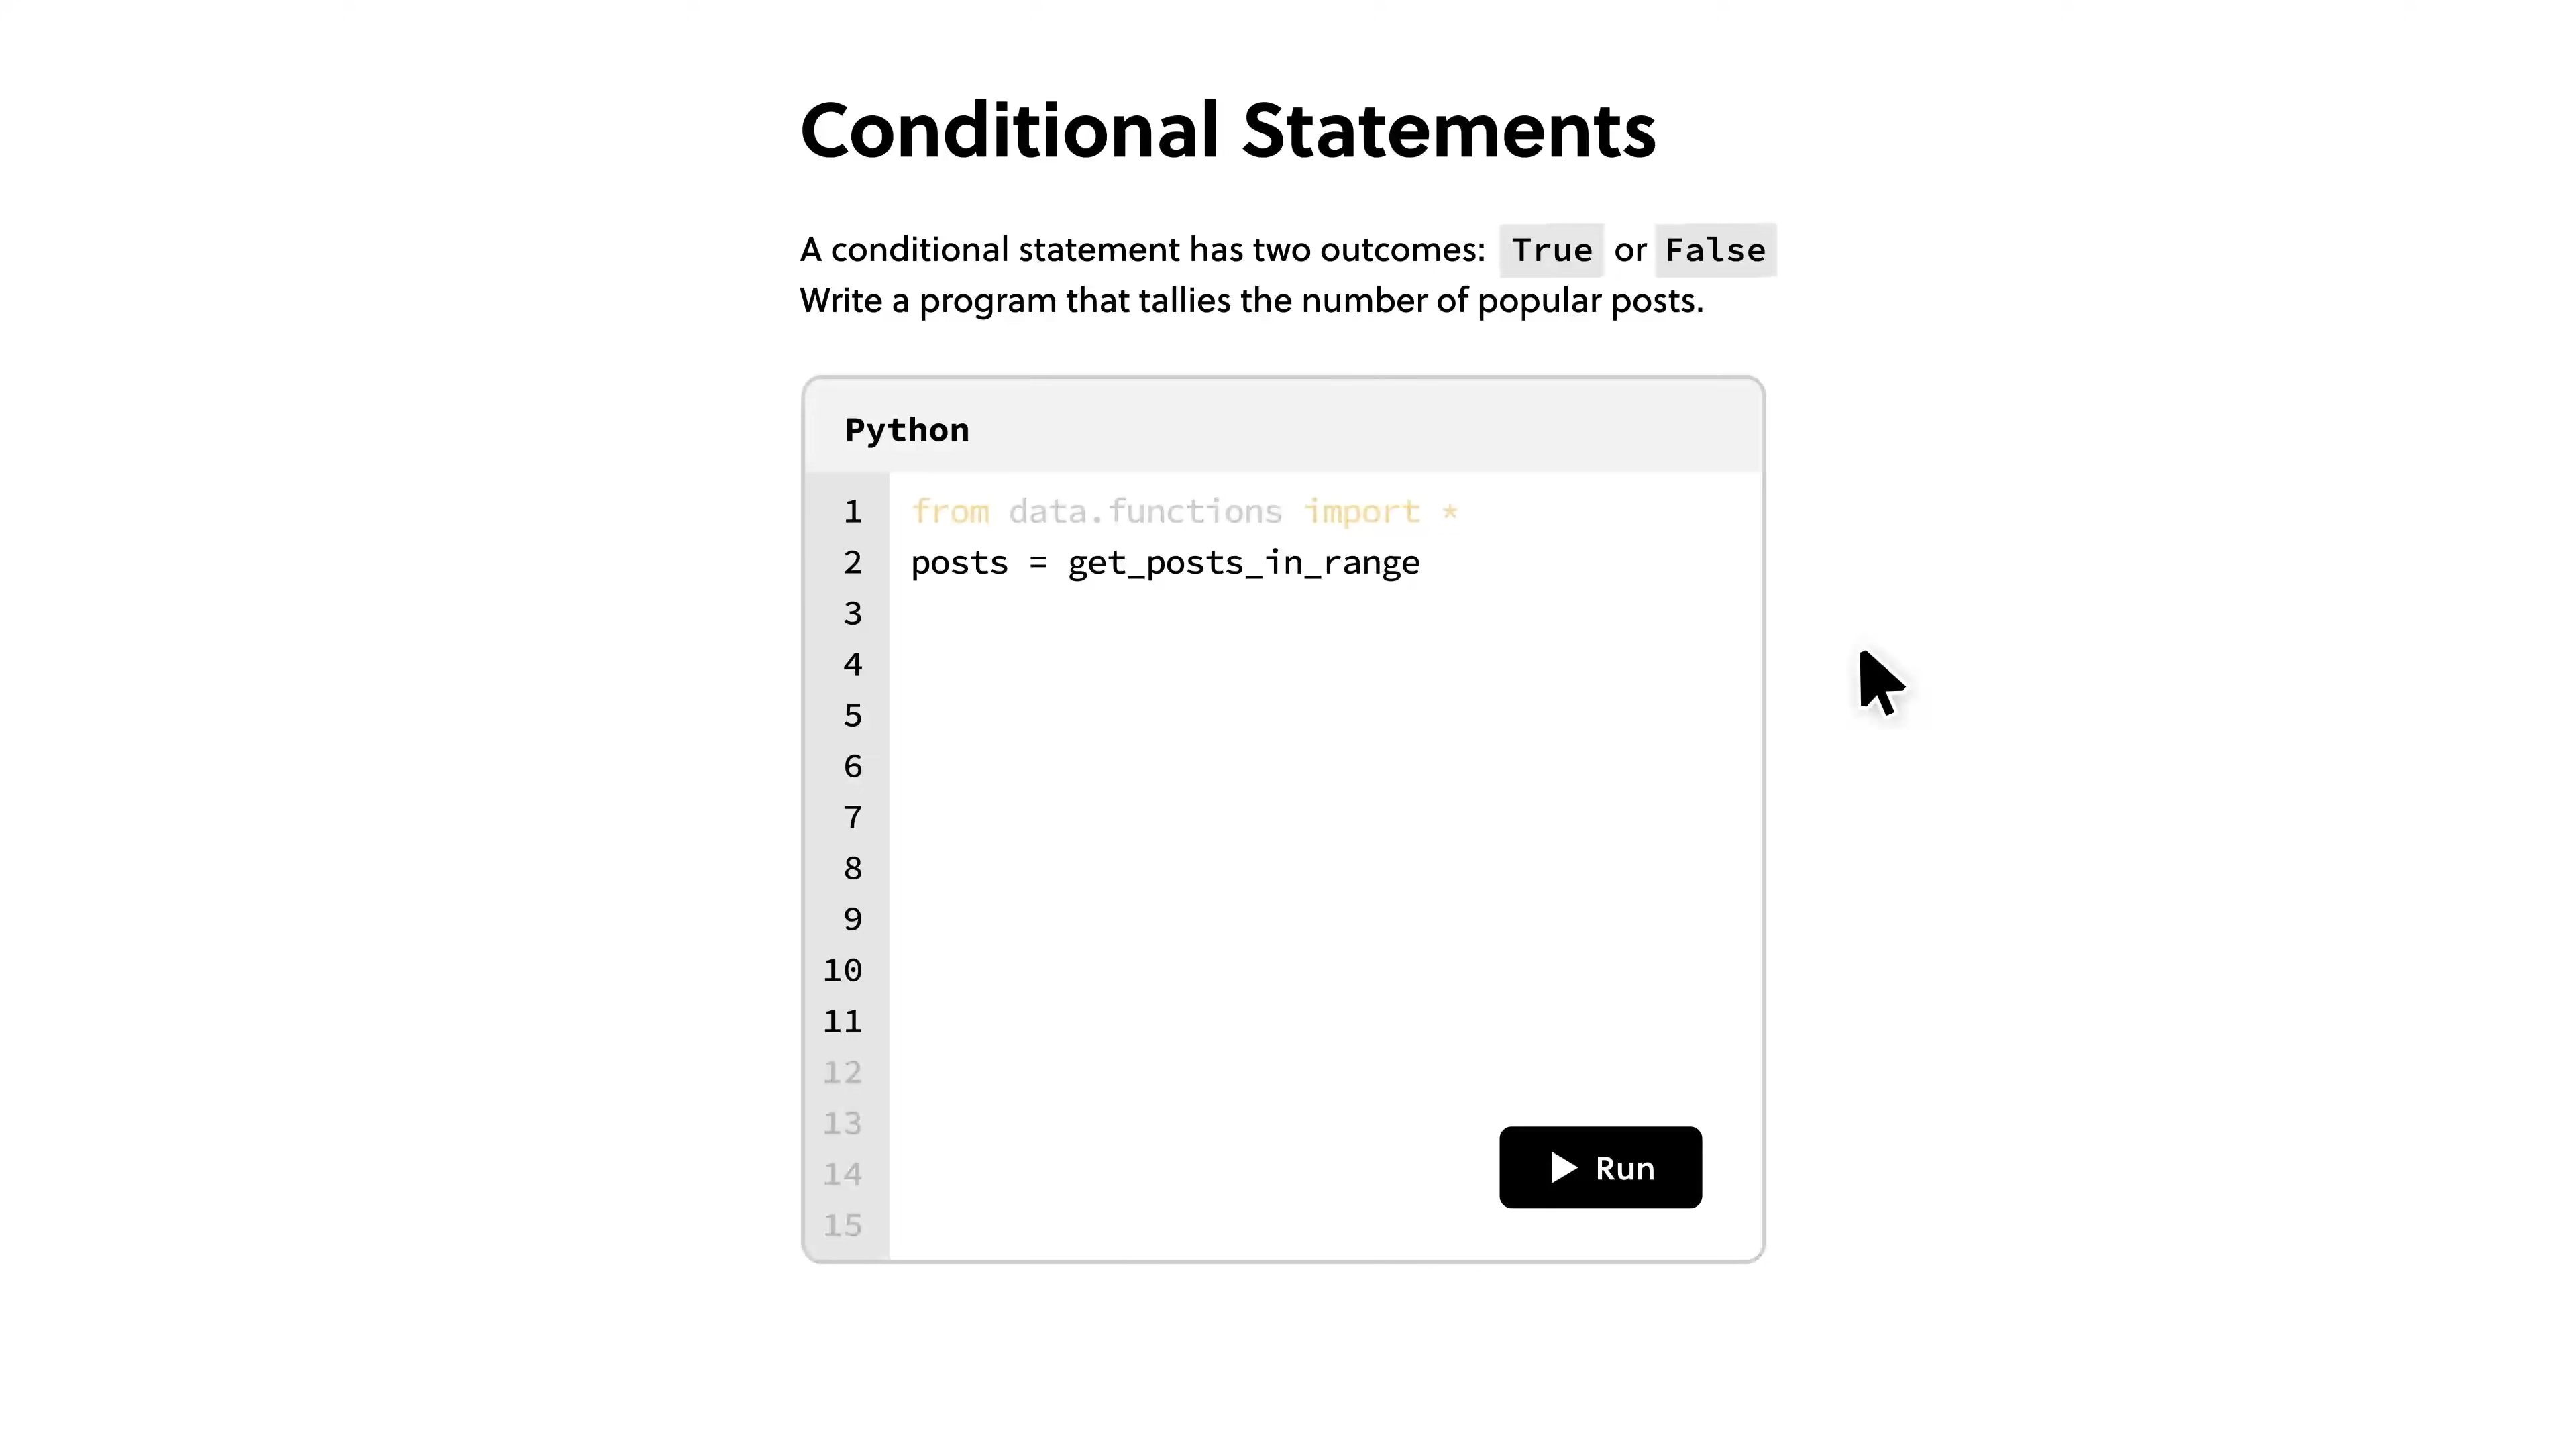 Conditional Statements
A conditional statement has two outcomes: True or False
Write a program that tallies the number of popular posts.
Python
1 from data.functions import *
2 posts = get_posts_in_range
3
4
5
6
7
8
9
10
11
12
13
14
15
Run